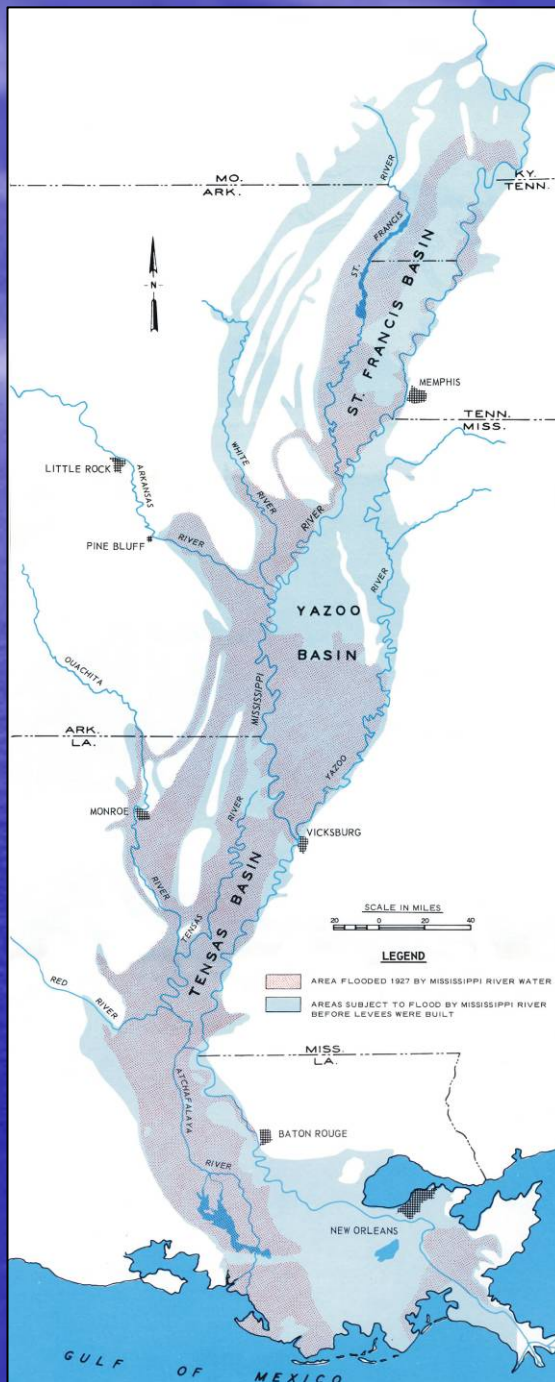 MO.
ARK.
RIVER
KY.
TENN.
FRANCIS
ST.
ST. FRANCIS BASIN
N
MEMPHIS
TENN.
MISS.
LITTLE ROCK
ARKANSAS
WHITE
RIVER
RIVER
PINE BLUFF
RIVER
RIVER
YAZOO
BASIN
OUACHITA
MISSISSIPPI
ARK.
LA.
YAZOO
MONROE
RIVER
VICKSBURG
RIVER
TENSAS
TENSAS BASIN
SCALE IN MILES
20 0 20 40
LEGEND
AREA FLOODED 1927 BY MISSISSIPPI RIVER WATER
AREAS SUBJECT TO FLOOD BY MISSISSIPPI RIVER
BEFORE LEVEES WERE BUILT
RED
RIVER
MISS.
LA.
ATCHAFALAYA
BATON ROUGE
RIVER
NEW ORLEANS
GULF OF MEXICO